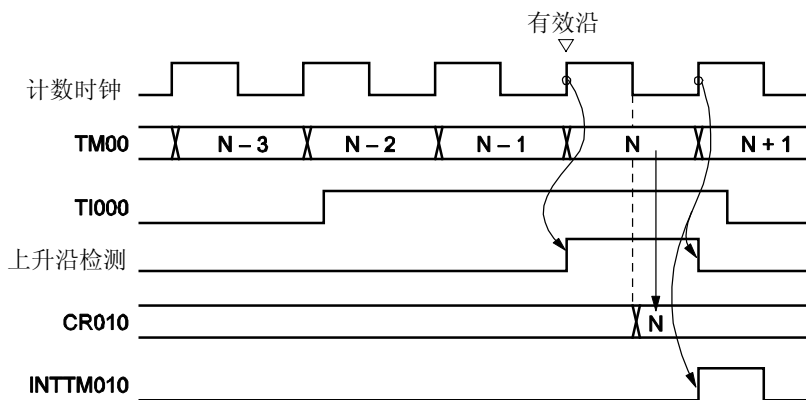 有效沿
计数时钟
TM00 N – 3 N – 2 N – 1 N N + 1
TI000
上升沿检测
CR010 N
INTTM010